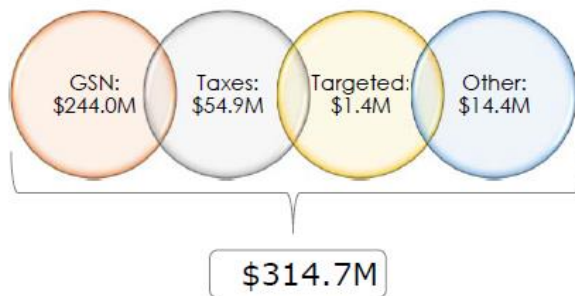 GSN:
$244.0M
Taxes:
$54.9M
Targeted:
$1.4M
Other:
$14.4M
$314.7M